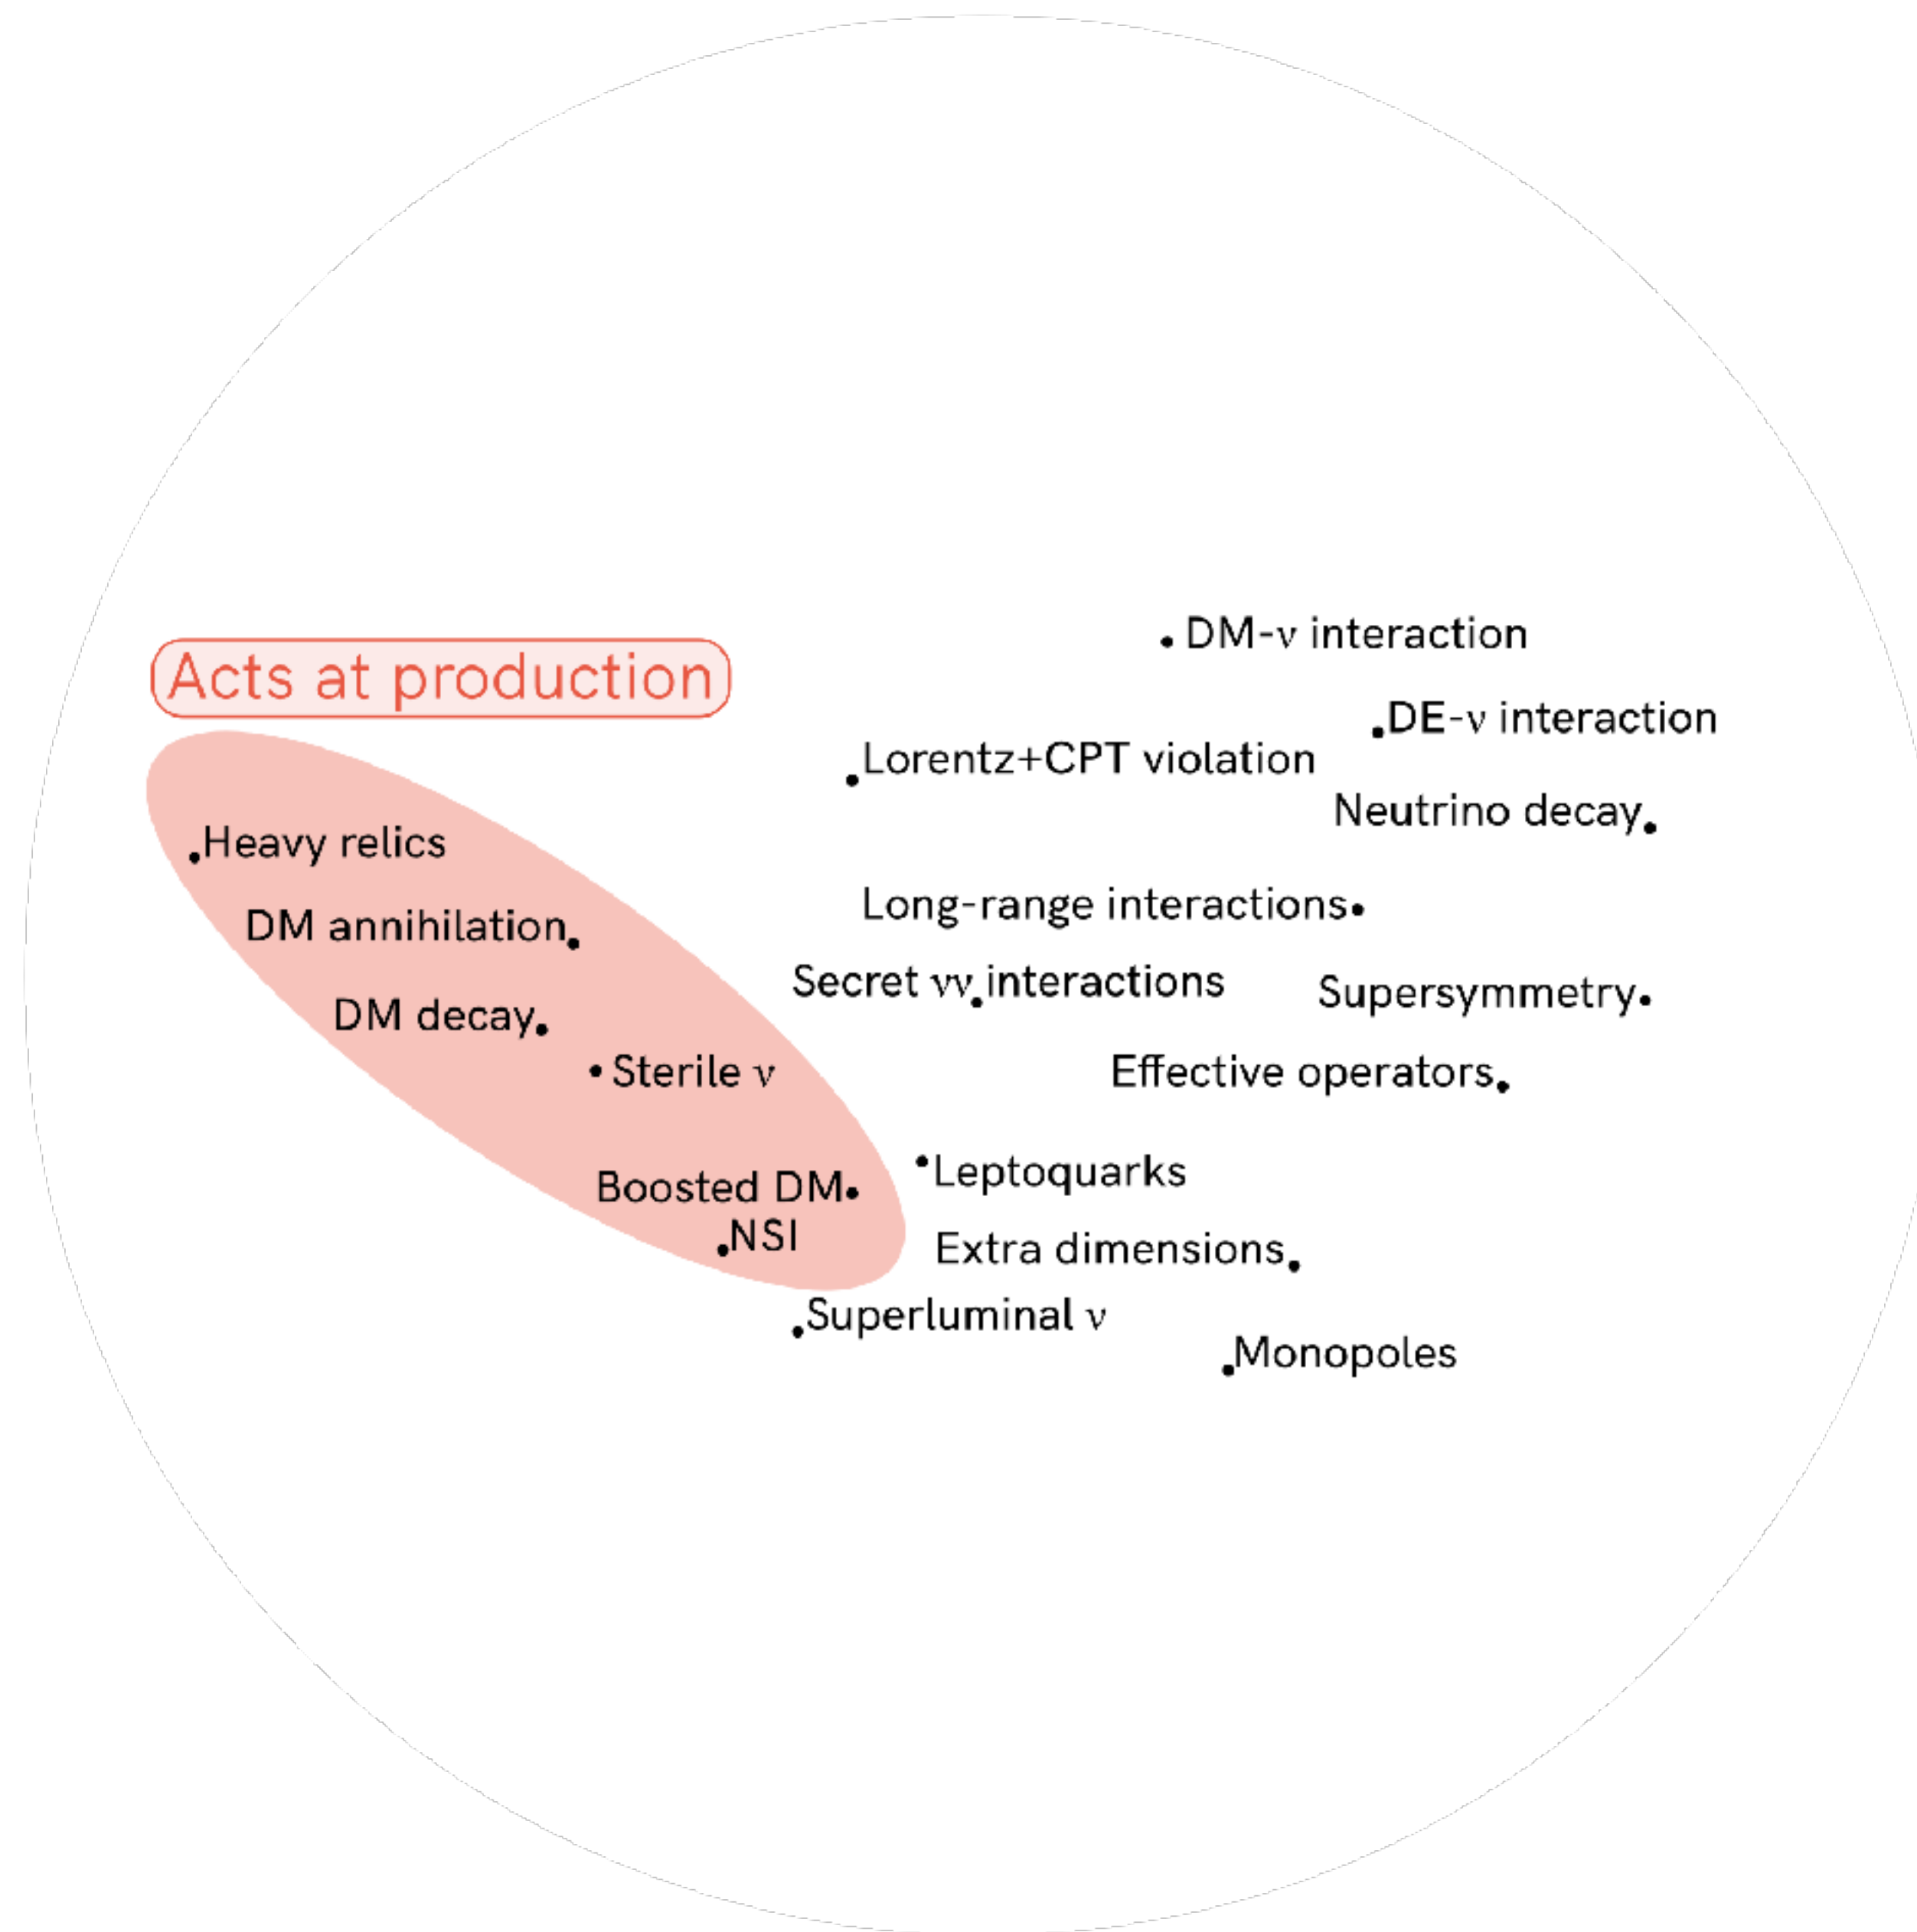 DM-ν interaction
Acts at production
DE-ν interaction
Lorentz+CPT violation
Neutrino decay
Heavy relics
Long-range interactions
DM annihilation
Secret νν interactions
Supersymmetry
DM decay
Sterile ν
Effective operators
Leptoquarks
Boosted DM
NSI
Extra dimensions
Superluminal ν
Monopoles